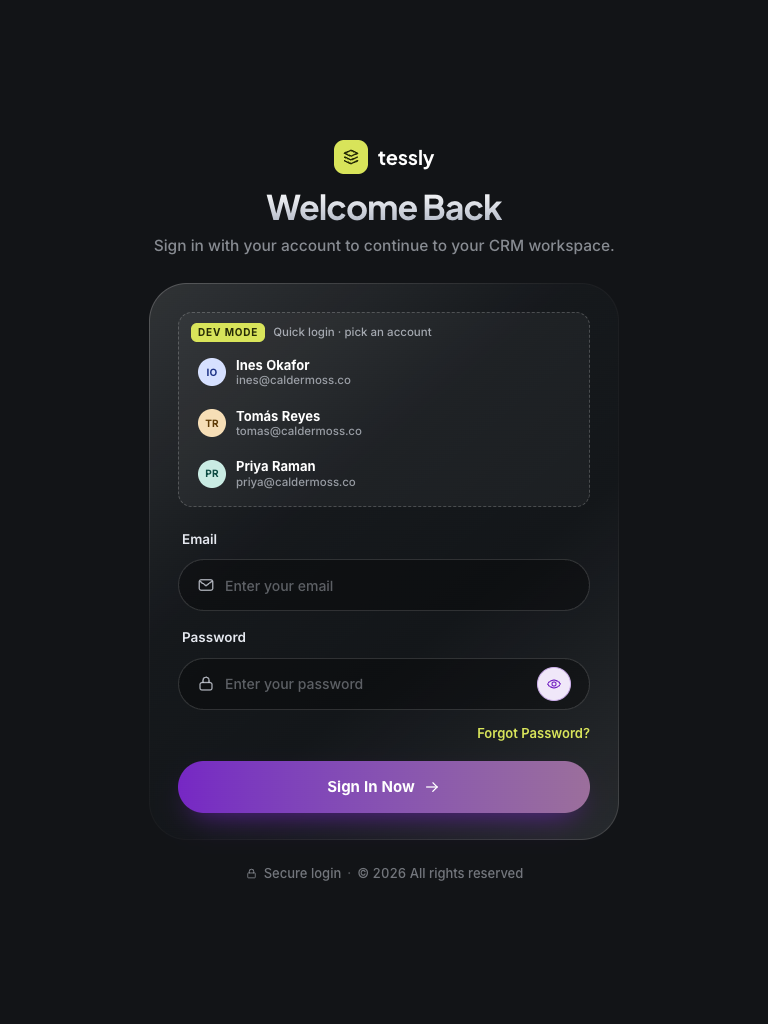 tessly
Welcome Back
Sign in with your account to continue to your CRM workspace.
DEV MODE Quick login · pick an account
IO Ines Okafor
ines@caldermoss.co
TR Tomás Reyes
tomas@caldermoss.co
PR Priya Raman
priya@caldermoss.co
Email
Enter your email
Password
Enter your password
Forgot Password?
Sign In Now →
Secure login · © 2026 All rights reserved